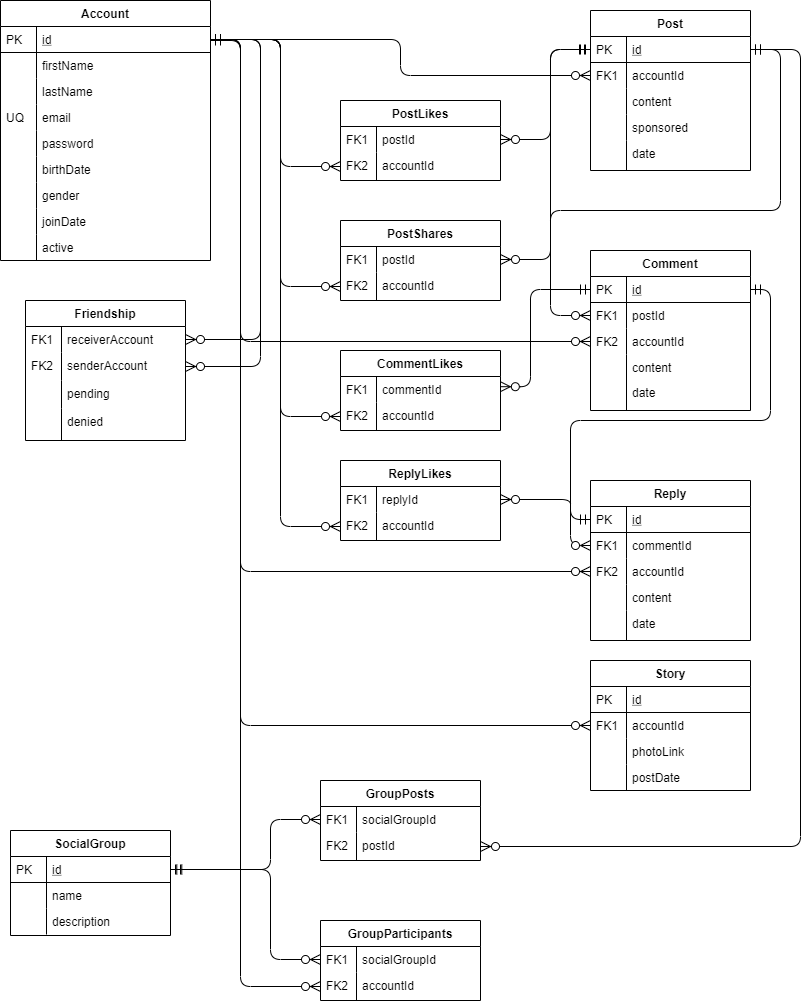 Account
PK id
firstName
lastName
UQ email
password
birthDate
gender
joinDate
active
Friendship
FK1 receiverAccount
FK2 senderAccount
pending
denied
PostLikes
FK1 postId
FK2 accountId
PostShares
FK1 postId
FK2 accountId
CommentLikes
FK1 commentId
FK2 accountId
ReplyLikes
FK1 replyId
FK2 accountId
Post
PK id
FK1 accountId
content
sponsored
date
Comment
PK id
FK1 postId
FK2 accountId
content
date
Reply
PK id
FK1 commentId
FK2 accountId
content
date
Story
PK id
FK1 accountId
photoLink
postDate
SocialGroup
PK id
name
description
GroupPosts
FK1 socialGroupId
FK2 postId
GroupParticipants
FK1 socialGroupId
FK2 accountId